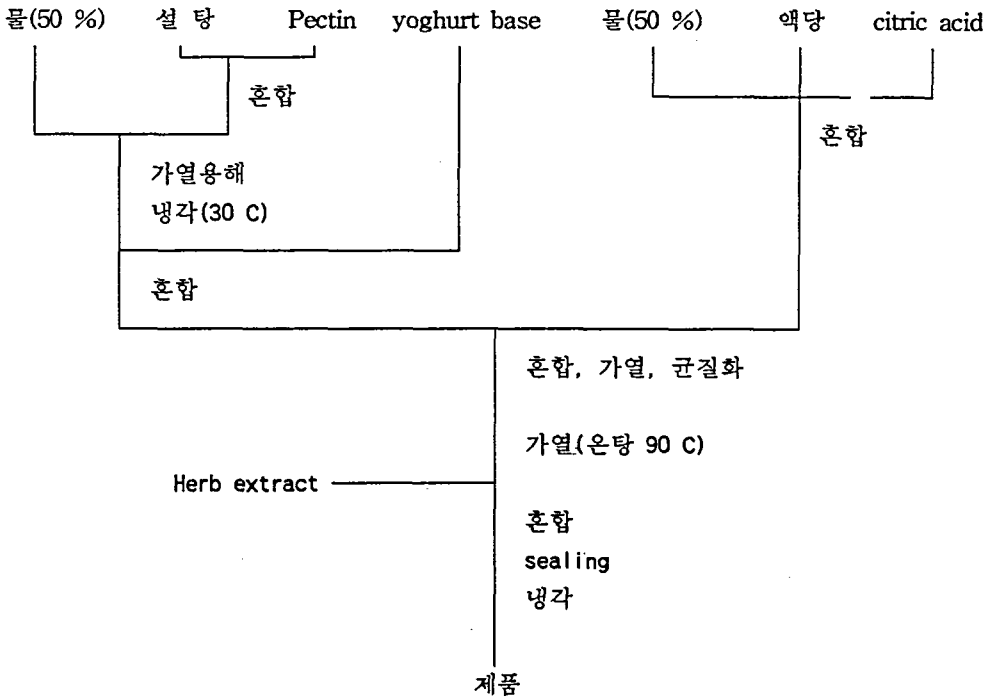 물(50 %) 설 탕 Pectin yoghurt base 물(50 %) 액당 citric acid
혼합
혼합
가열용해
냉각(30 C)
혼합
혼합, 가열, 균질화
가열(온탕 90 C)
Herb extract
혼합
sealing
냉각
제품